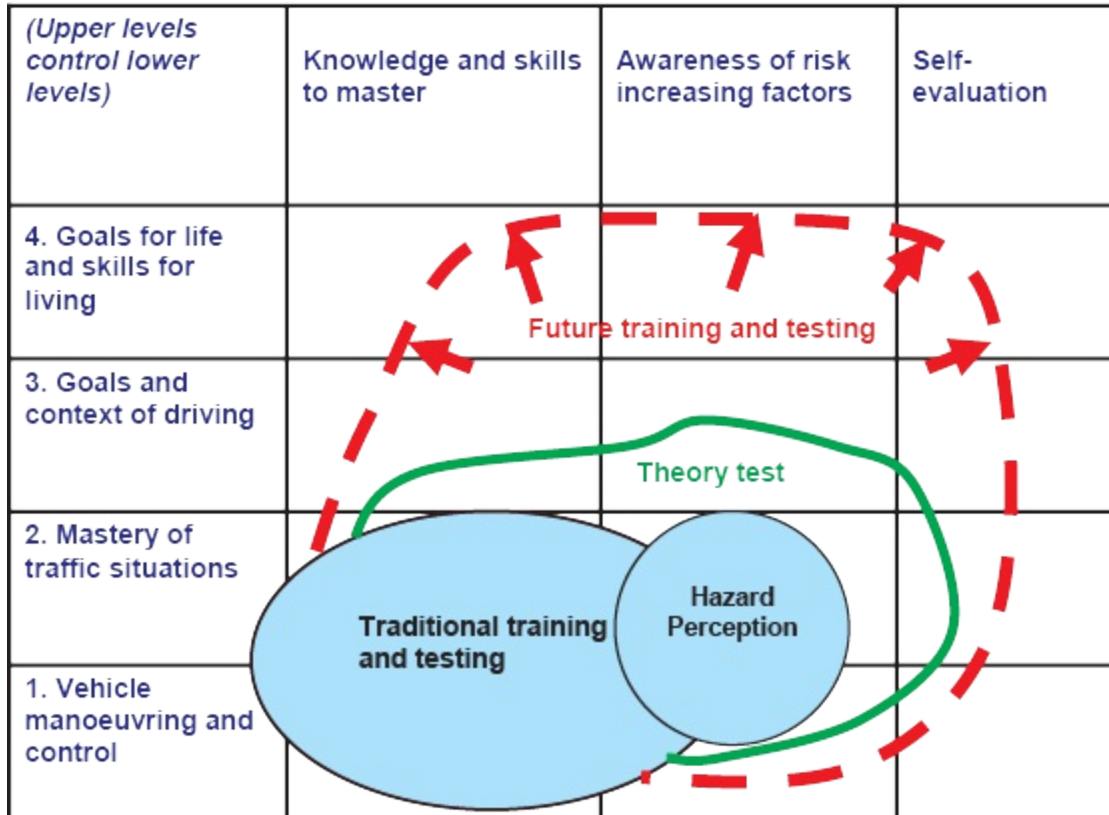 (Upper levels
control lower
levels)
Knowledge and skills
to master
Awareness of risk
increasing factors
Self-
evaluation
4. Goals for life
and skills for
living
Future training and testing
3. Goals and
context of driving
Theory test
2. Mastery of
traffic situations
Traditional training
and testing
Hazard
Perception
1. Vehicle
manoeuvring and
control